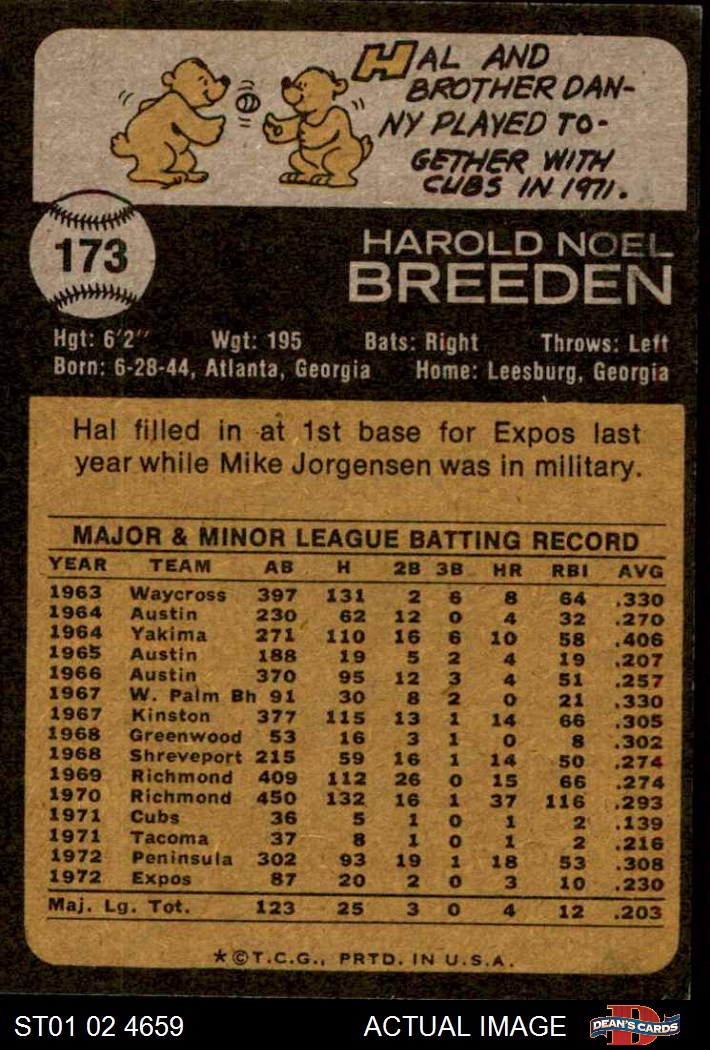 HAL AND
BROTHER DAN-
NY PLAYED TO-
GETHER WITH
CUBS IN 1971.
173
HAROLD NOEL
BREEDEN
Hgt: 6'2" Wgt: 195 Bats: Right Throws: Left
Born: 6-28-44, Atlanta, Georgia Home: Leesburg, Georgia
Hal filled in at 1st base for Expos last
year while Mike Jorgensen was in military.
MAJOR & MINOR LEAGUE BATTING RECORD
YEAR TEAM AB H 2B 3B HR RBI AVG
1963 Waycross 397 131 2 6 8 64 .330
1964 Austin 230 62 12 0 4 32 .270
1964 Yakima 271 110 16 6 10 58 .406
1965 Austin 188 19 5 2 4 19 .207
1966 Austin 370 95 12 3 4 51 .257
1967 W. Palm Bh 91 30 8 2 0 21 .330
1967 Kinston 377 115 13 1 14 66 .305
1968 Greenwood 53 16 3 1 0 8 .302
1968 Shreveport 215 59 16 1 14 50 .274
1969 Richmond 409 112 26 0 15 66 .274
1970 Richmond 450 132 16 1 37 116 .293
1971 Cubs 36 5 1 0 1 2 .139
1971 Tacoma 37 8 1 0 1 2 .216
1972 Peninsula 302 93 19 1 18 53 .308
1972 Expos 87 20 2 0 3 10 .230
Maj. Lg. Tot. 123 25 3 0 4 12 .203
*©T.C.G., PRTD. IN U.S.A.
ST01 02 4659 ACTUAL IMAGE D DEAN'S CARDS